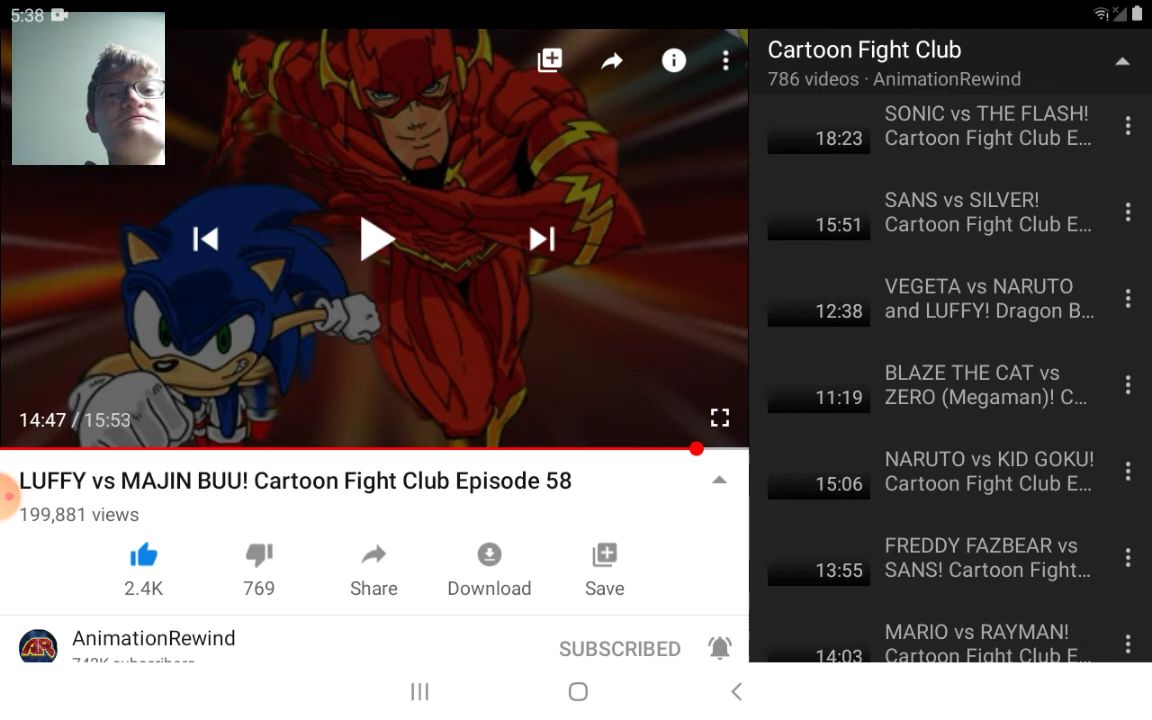 5:38
Cartoon Fight Club
786 videos · AnimationRewind
18:23
SONIC vs THE FLASH!
Cartoon Fight Club E...
15:51
SANS vs SILVER!
Cartoon Fight Club E...
12:38
VEGETA vs NARUTO
and LUFFY! Dragon B...
11:19
BLAZE THE CAT vs
ZERO (Megaman)! C...
15:06
NARUTO vs KID GOKU!
Cartoon Fight Club E...
13:55
FREDDY FAZBEAR vs
SANS! Cartoon Fight...
14:03
MARIO vs RAYMAN!
Cartoon Fight Club E...
14:47 / 15:53
LUFFY vs MAJIN BUU! Cartoon Fight Club Episode 58
199,881 views
2.4K
769
Share
Download
Save
AR
AnimationRewind
SUBSCRIBED